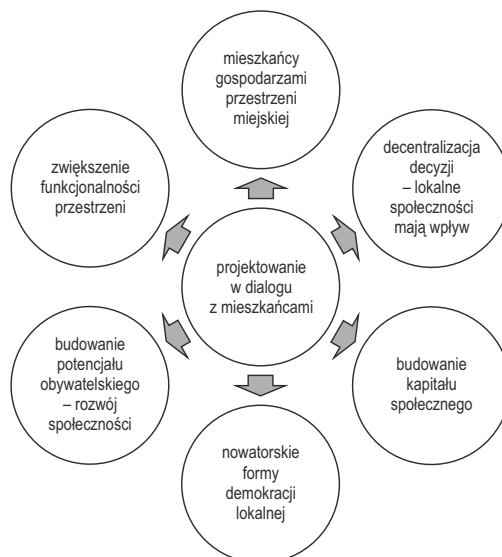 mieszkańcy
gospodarzami
przestrzeni
miejskiej
zwiększenie
funkcjonalności
przestrzeni
decentralizacja
decyzji
– lokalne
społeczności
mają wpływ
projektowanie
w dialogu
z mieszkańcami
budowanie
potencjału
obywatelskiego
– rozwój
społeczności
budowanie
kapitału
społecznego
nowatorskie
formy
demokracji
lokalnej